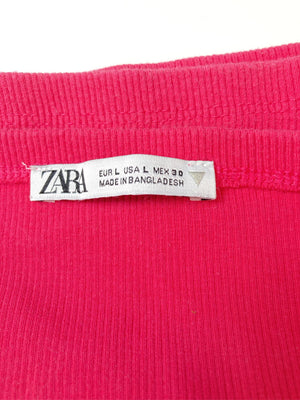 ZARA
EUR L USA L MEX 30
MADE IN BANGLADESH